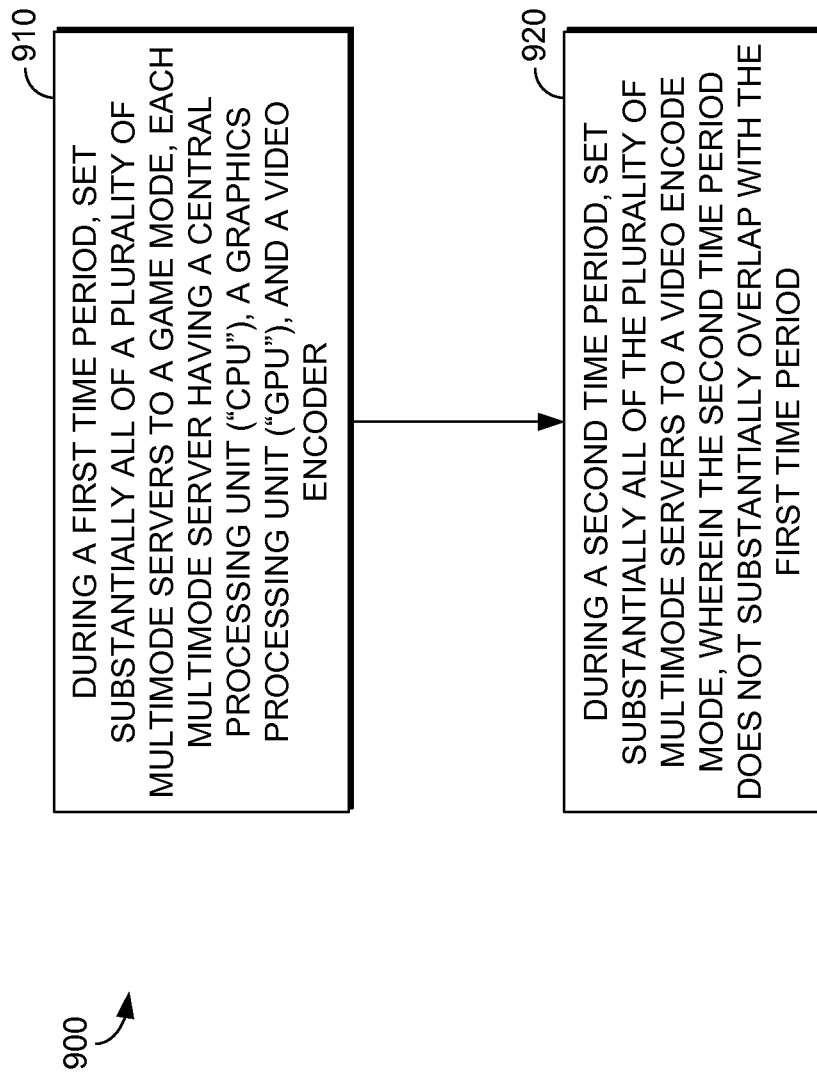 900
910
DURING A FIRST TIME PERIOD, SET
SUBSTANTIALLY ALL OF A PLURALITY OF
MULTIMODE SERVERS TO A GAME MODE, EACH
MULTIMODE SERVER HAVING A CENTRAL
PROCESSING UNIT (“CPU”), A GRAPHICS
PROCESSING UNIT (“GPU”), AND A VIDEO
ENCODER
920
DURING A SECOND TIME PERIOD, SET
SUBSTANTIALLY ALL OF THE PLURALITY OF
MULTIMODE SERVERS TO A VIDEO ENCODE
MODE, WHEREIN THE SECOND TIME PERIOD
DOES NOT SUBSTANTIALLY OVERLAP WITH THE
FIRST TIME PERIOD